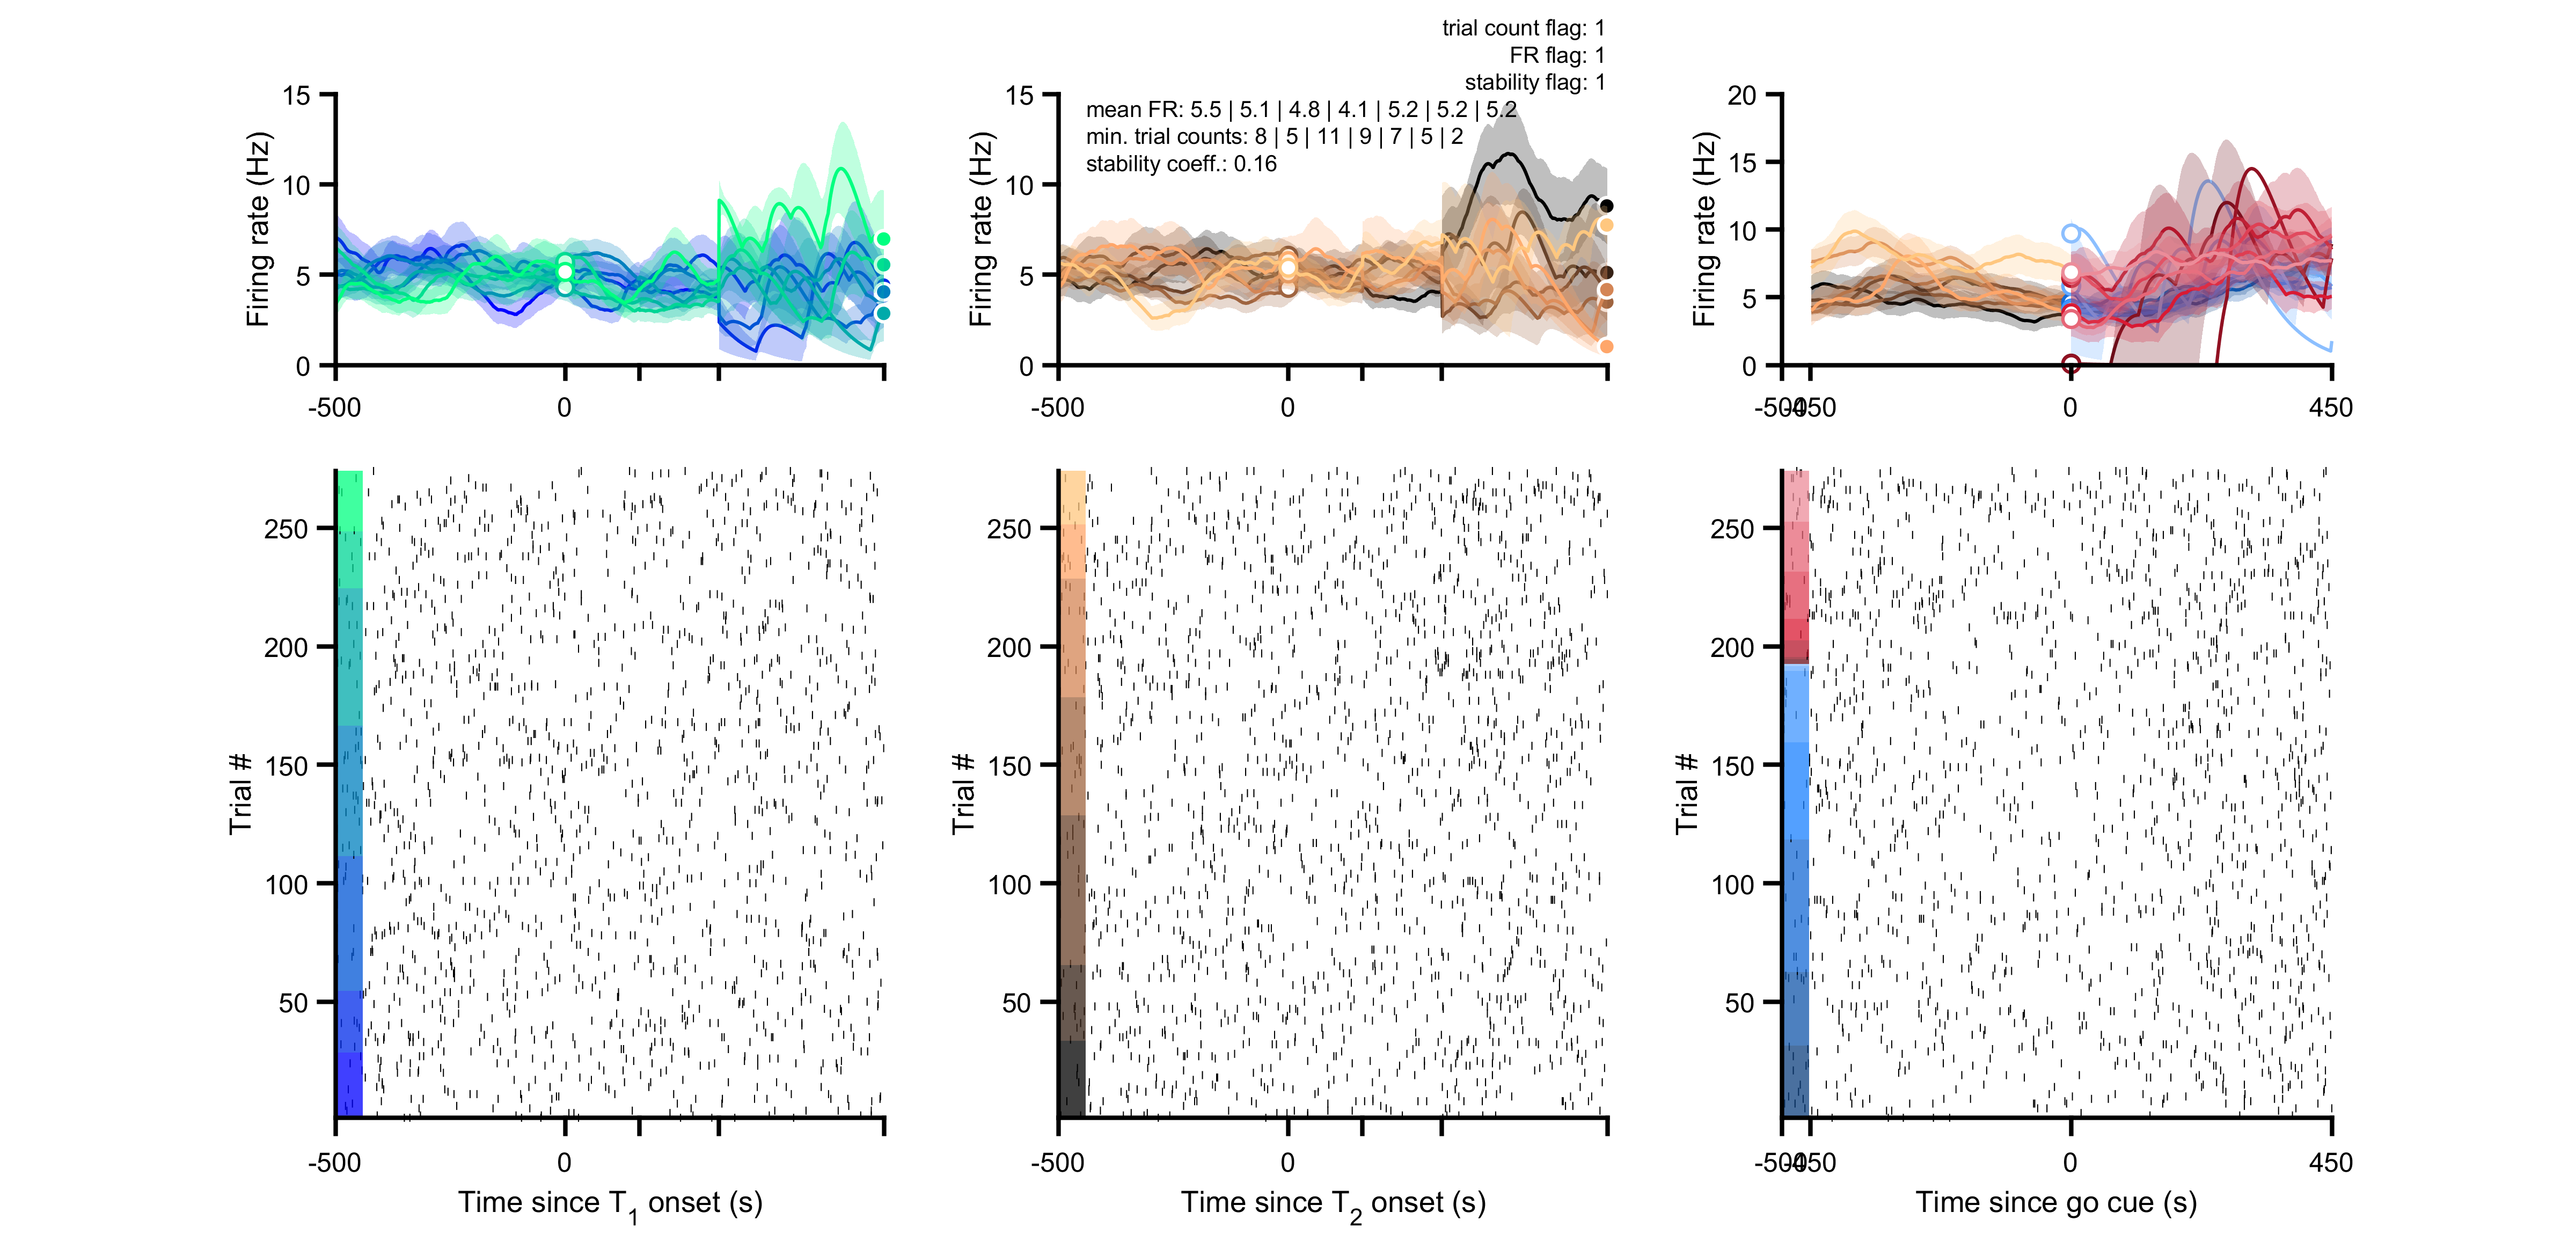 trial count flag: 1
FR flag: 1
stability flag: 1
mean FR: 5.5 | 5.1 | 4.8 | 4.1 | 5.2 | 5.2 | 5.2
min. trial counts: 8 | 5 | 11 | 9 | 7 | 5 | 2
stability coeff.: 0.16
Firing rate (Hz)
15
10
5
0
-500
0
Firing rate (Hz)
15
10
5
0
-500
0
Firing rate (Hz)
20
15
10
5
0
-500
-450
0
450
Trial #
250
200
150
100
50
-500
0
Time since T1 onset (s)
Trial #
250
200
150
100
50
-500
0
Time since T2 onset (s)
Trial #
250
200
150
100
50
-500
-450
0
450
Time since go cue (s)